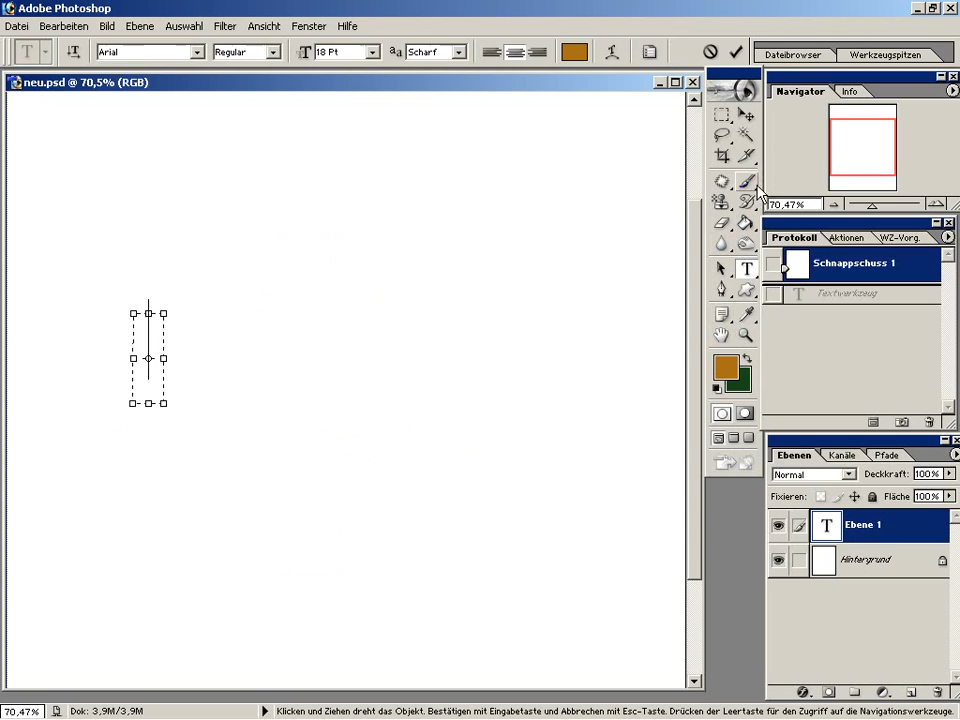 Adobe Photoshop
Datei Bearbeiten Bild Ebene Auswahl Filter Ansicht Fenster Hilfe
T T Arial Regular T 18 Pt aa Scharf Dateibrowser Werkzeugspitzen
neu.psd @ 70,5% (RGB)
Navigator Info
70,47%
Protokoll Aktionen WZ-Vorg.
Schnappschuss 1
T Textwerkzeug
T
Ebenen Kanäle Pfade
Normal Deckkraft: 100%
Fixieren: Fläche 100%
T Ebene 1
Hintergrund
70,47% Dok: 3,9M/3,9M Klicken und Ziehen dreht das Objekt. Bestätigen mit Eingabetaste und Abbrechen mit Esc-Taste. Drücken der Leertaste für den Zugriff auf die Navigationswerkzeuge.